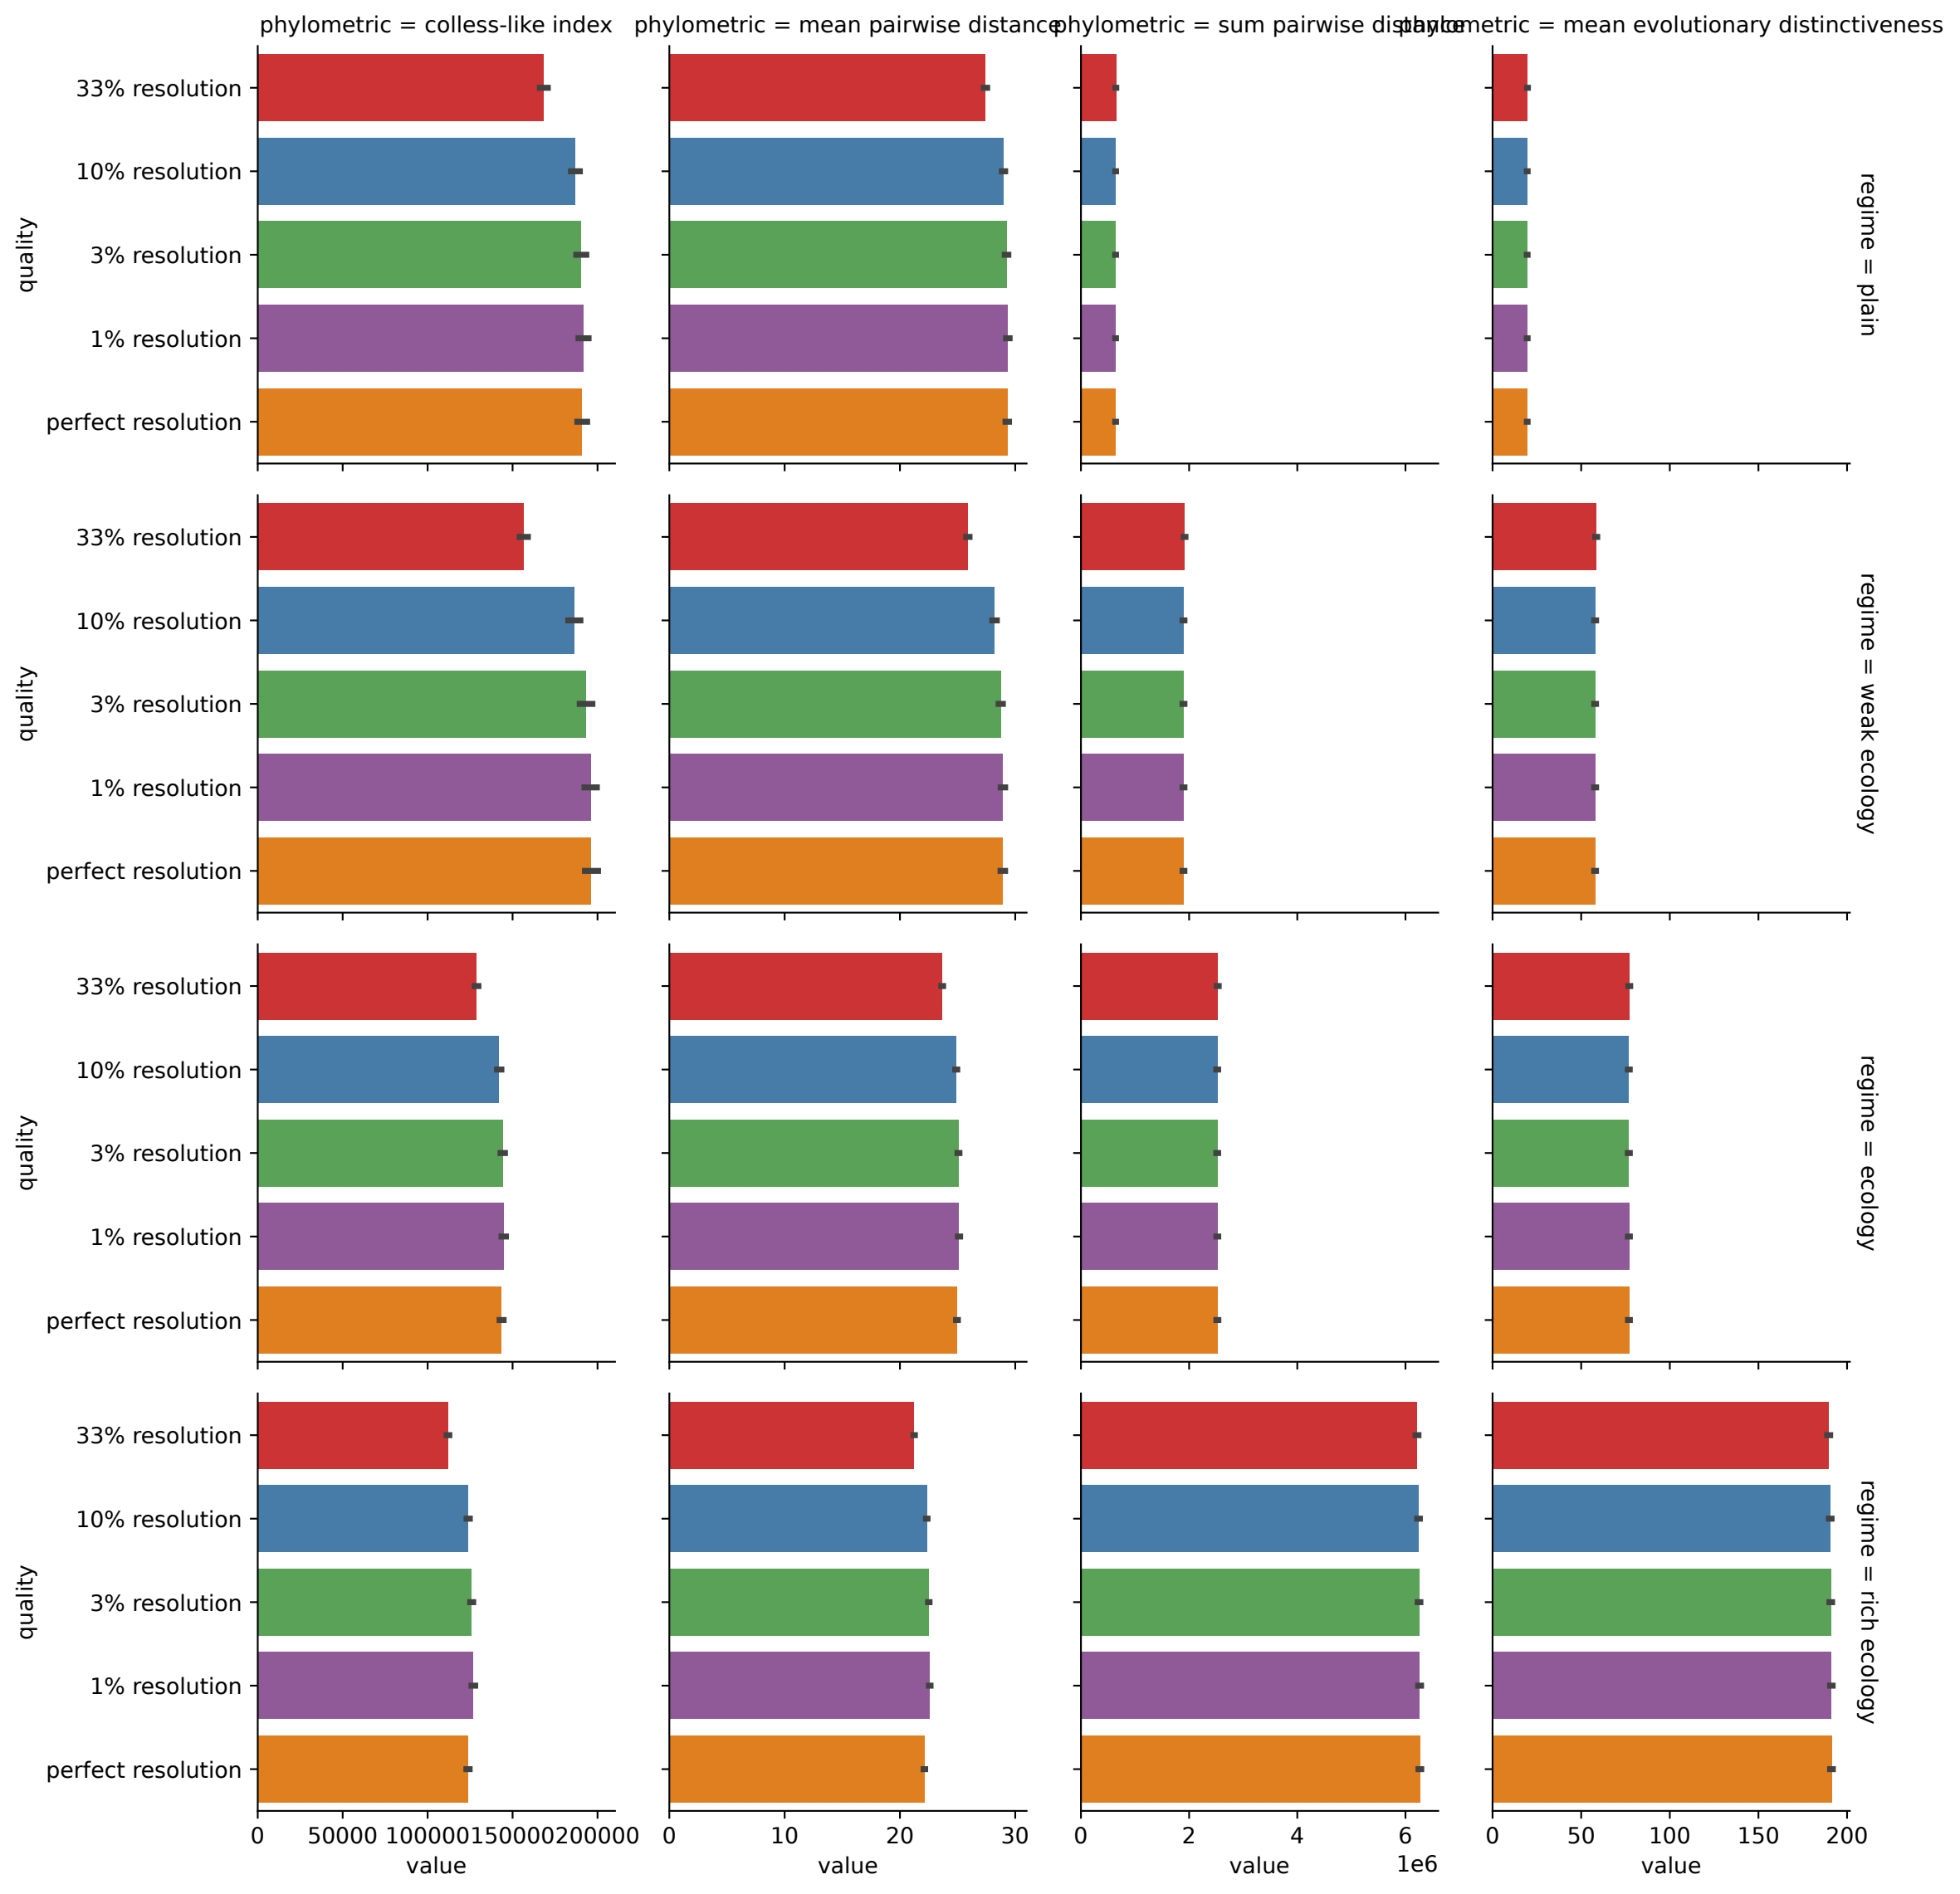 phylometric = colless-like index
phylometric = mean pairwise distance
phylometric = sum pairwise distance
phylometric = mean evolutionary distinctiveness
quality
33% resolution
10% resolution
3% resolution
1% resolution
perfect resolution
regime = plain
quality
33% resolution
10% resolution
3% resolution
1% resolution
perfect resolution
regime = weak ecology
quality
33% resolution
10% resolution
3% resolution
1% resolution
perfect resolution
regime = ecology
quality
33% resolution
10% resolution
3% resolution
1% resolution
perfect resolution
regime = rich ecology
0 50000 100000 150000 200000
value
0 10 20 30
value
0 2 4 6
1e6
value
0 50 100 150 200
value